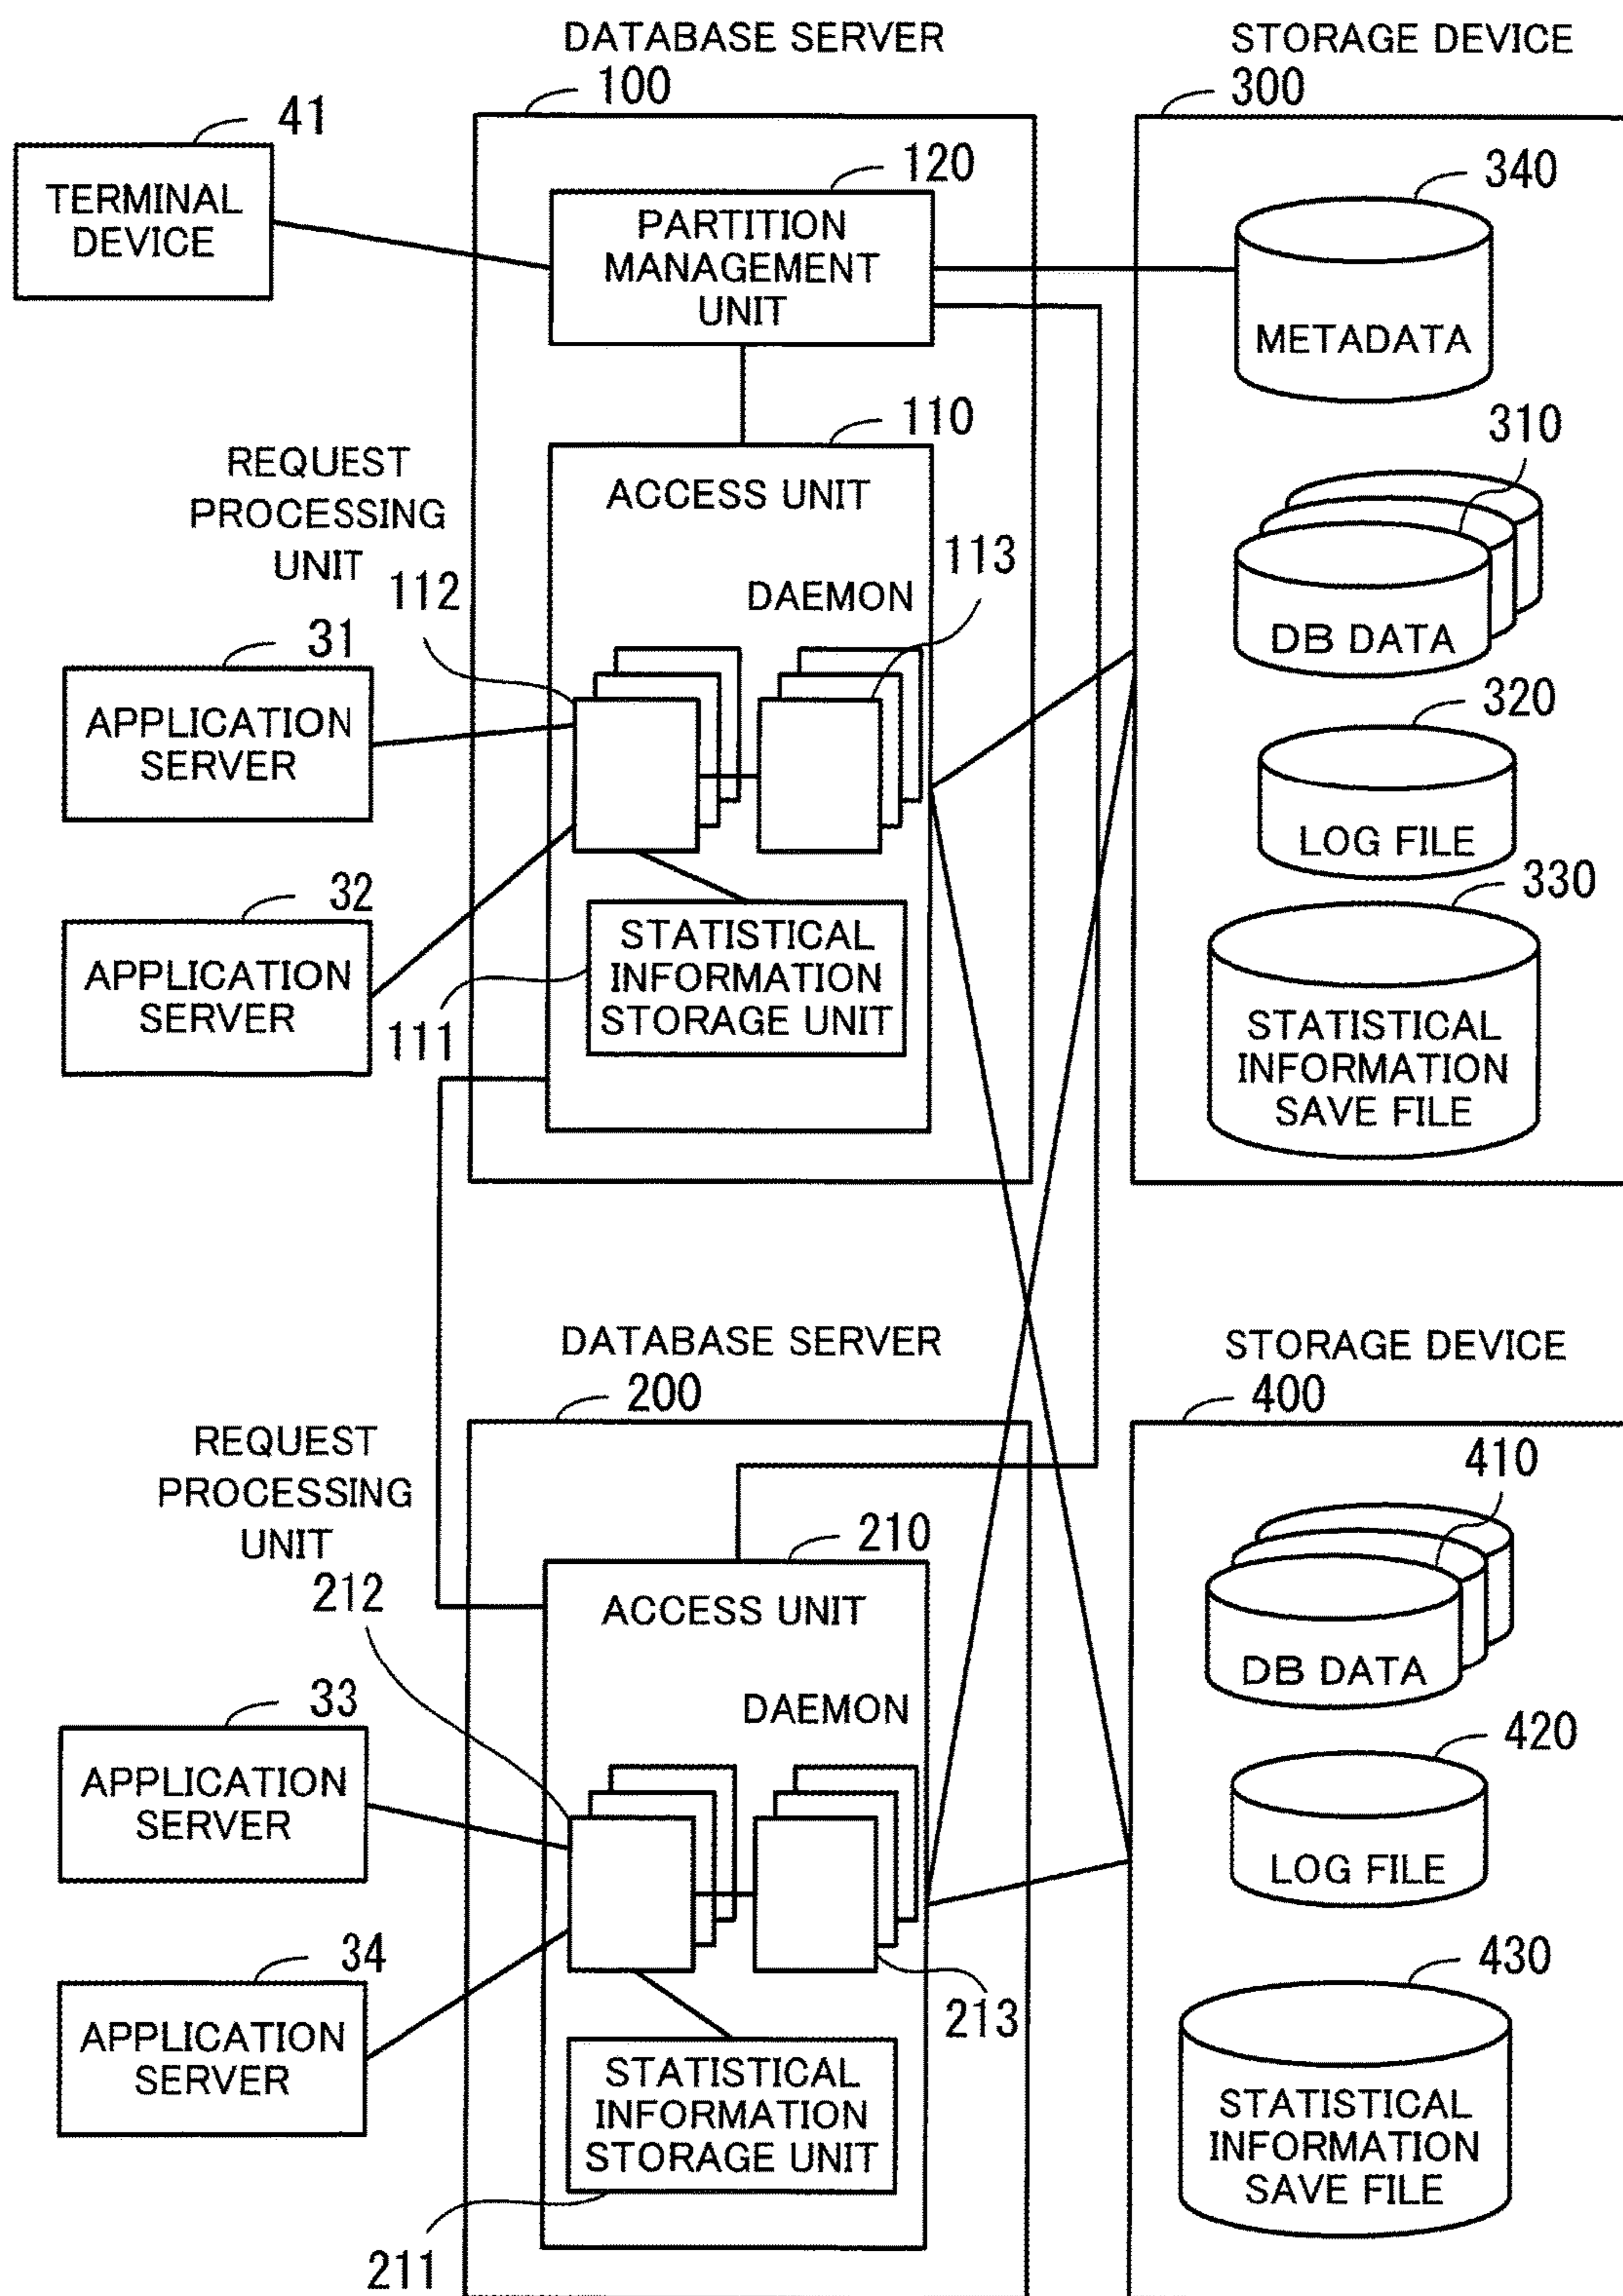 DATABASE SERVER
100
STORAGE DEVICE
300
41
TERMINAL
DEVICE
120
PARTITION
MANAGEMENT
UNIT
340
METADATA
110
ACCESS UNIT
REQUEST
PROCESSING
UNIT
112
DAEMON
113
310
DB DATA
31
APPLICATION
SERVER
320
LOG FILE
32
APPLICATION
SERVER
STATISTICAL
INFORMATION
STORAGE UNIT
111
330
STATISTICAL
INFORMATION
SAVE FILE
DATABASE SERVER
200
STORAGE DEVICE
400
REQUEST
PROCESSING
UNIT
212
210
ACCESS UNIT
DAEMON
410
DB DATA
33
APPLICATION
SERVER
420
LOG FILE
34
APPLICATION
SERVER
213
STATISTICAL
INFORMATION
STORAGE UNIT
211
430
STATISTICAL
INFORMATION
SAVE FILE